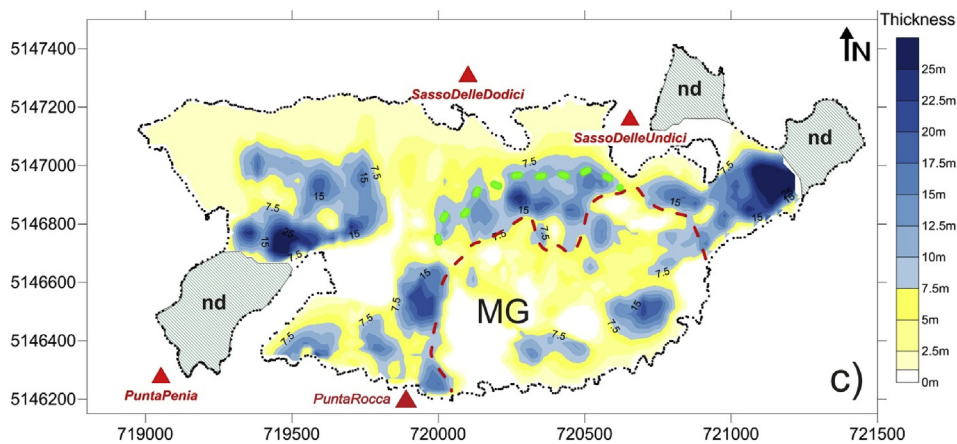 Thickness
5147400
N
25m
22.5m
20m
17.5m
15m
12.5m
10m
7.5m
5m
2.5m
0m
SassoDelleDodici
nd
5147200
SassoDelleUndici
nd
7.5
5147000
7.5
15
15
15
7.5
15
7.5
5146800
7.5
7.5
15
7.5
5146600
15
7.5
nd
15
7.5
MG
7.5
7.5
5146400
7.5
15
c)
PuntaPenia
PuntaRocca
5146200
719000 719500 720000 720500 721000 721500